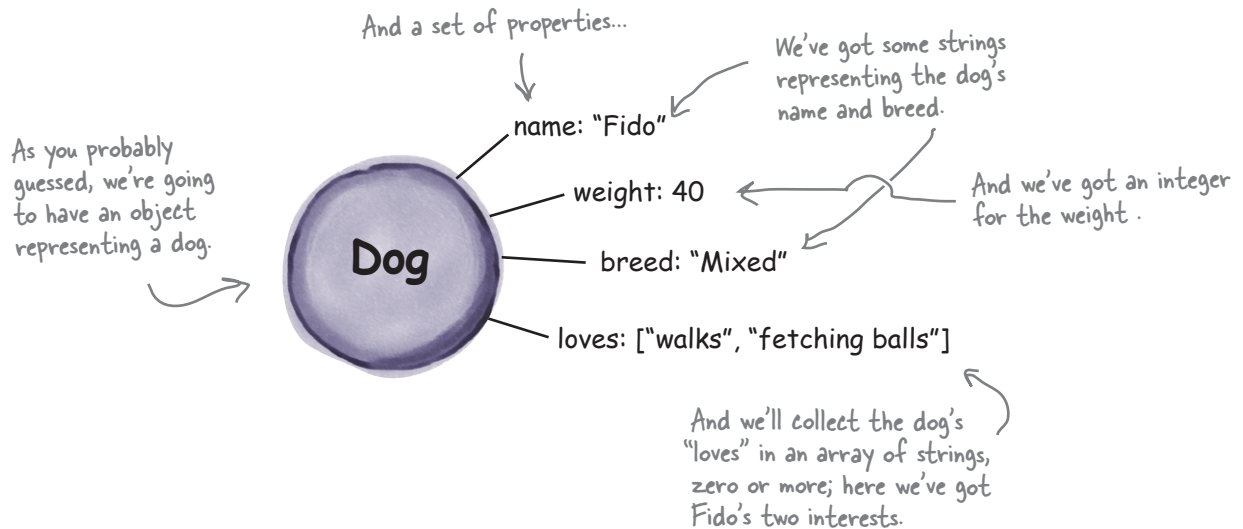 And a set of properties...
We've got some strings
representing the dog's
name and breed.
name: “Fido”
As you probably
guessed, we're going
to have an object
representing a dog.
weight: 40
And we've got an integer
for the weight .
Dog
breed: “Mixed”
loves: [“walks”, “fetching balls”]
And we'll collect the dog's
“loves” in an array of strings,
zero or more; here we've got
Fido's two interests.